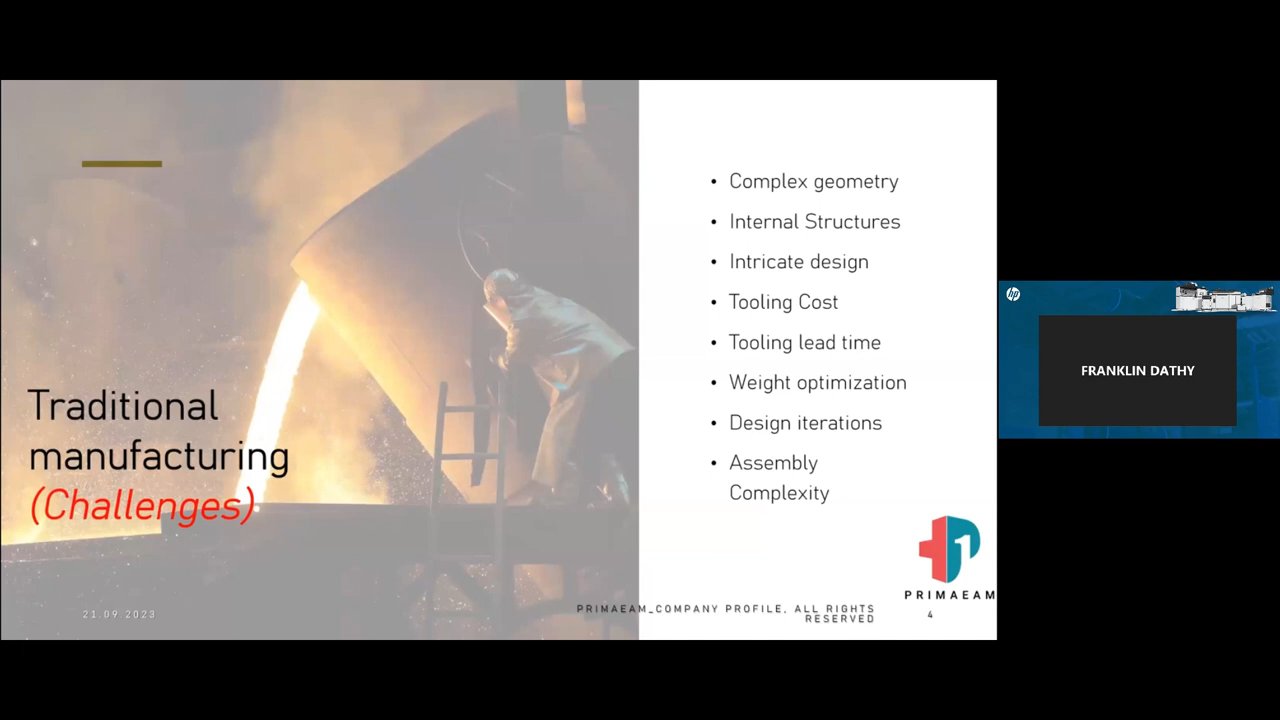 Traditional
manufacturing
(Challenges)
• Complex geometry
• Internal Structures
• Intricate design
• Tooling Cost
• Tooling lead time
• Weight optimization
• Design iterations
• Assembly
Complexity
PRIMAEAM
21.09.2023
PRIMAEAM_COMPANY PROFILE, ALL RIGHTS
RESERVED
4
hp
FRANKLIN DATHY